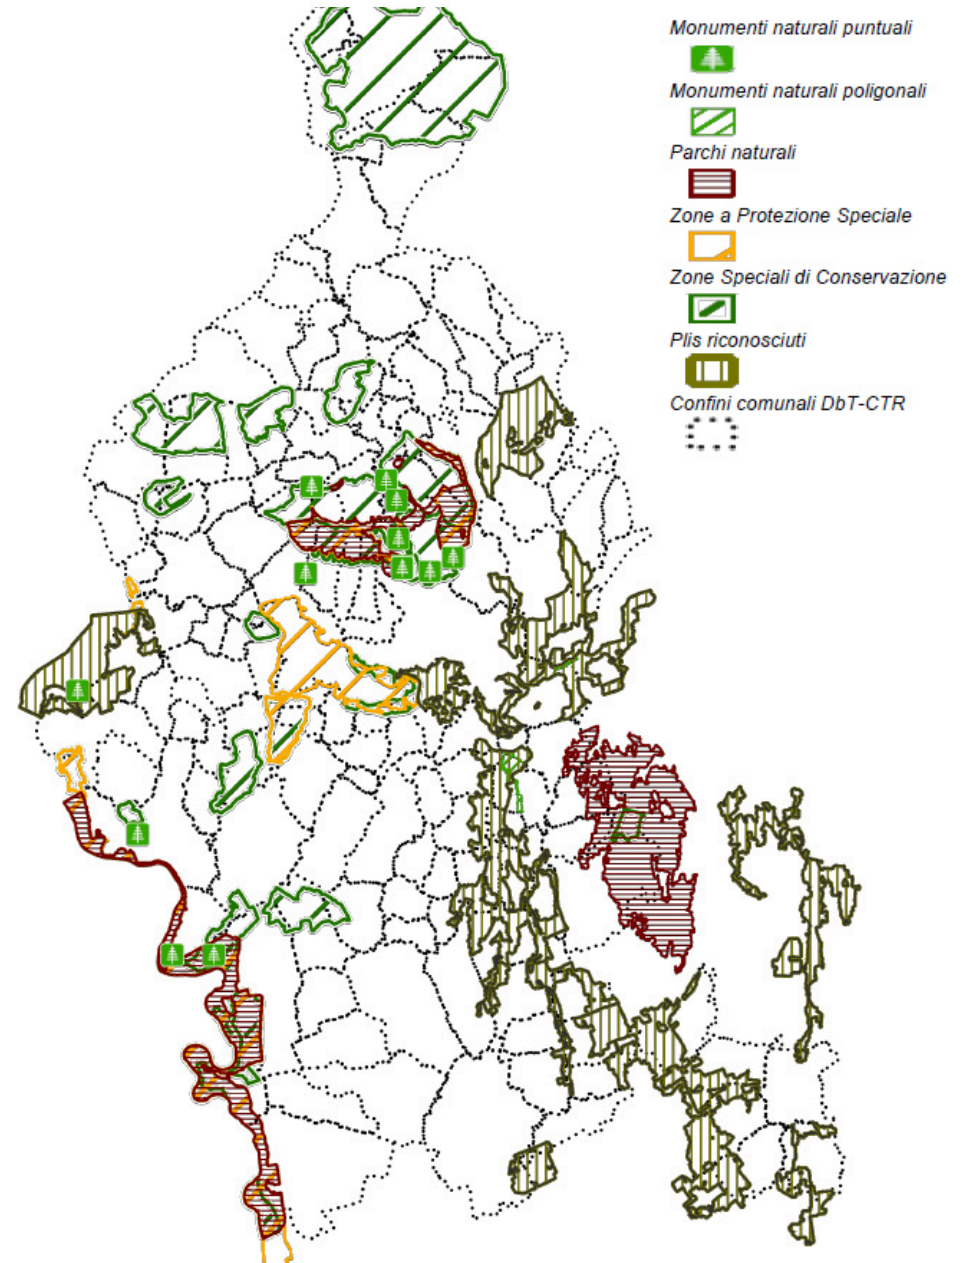 Monumenti naturali puntuali
Monumenti naturali poligonali
Parchi naturali
Zone a Protezione Speciale
Zone Speciali di Conservazione
Plis riconosciuti
Confini comunali DbT-CTR